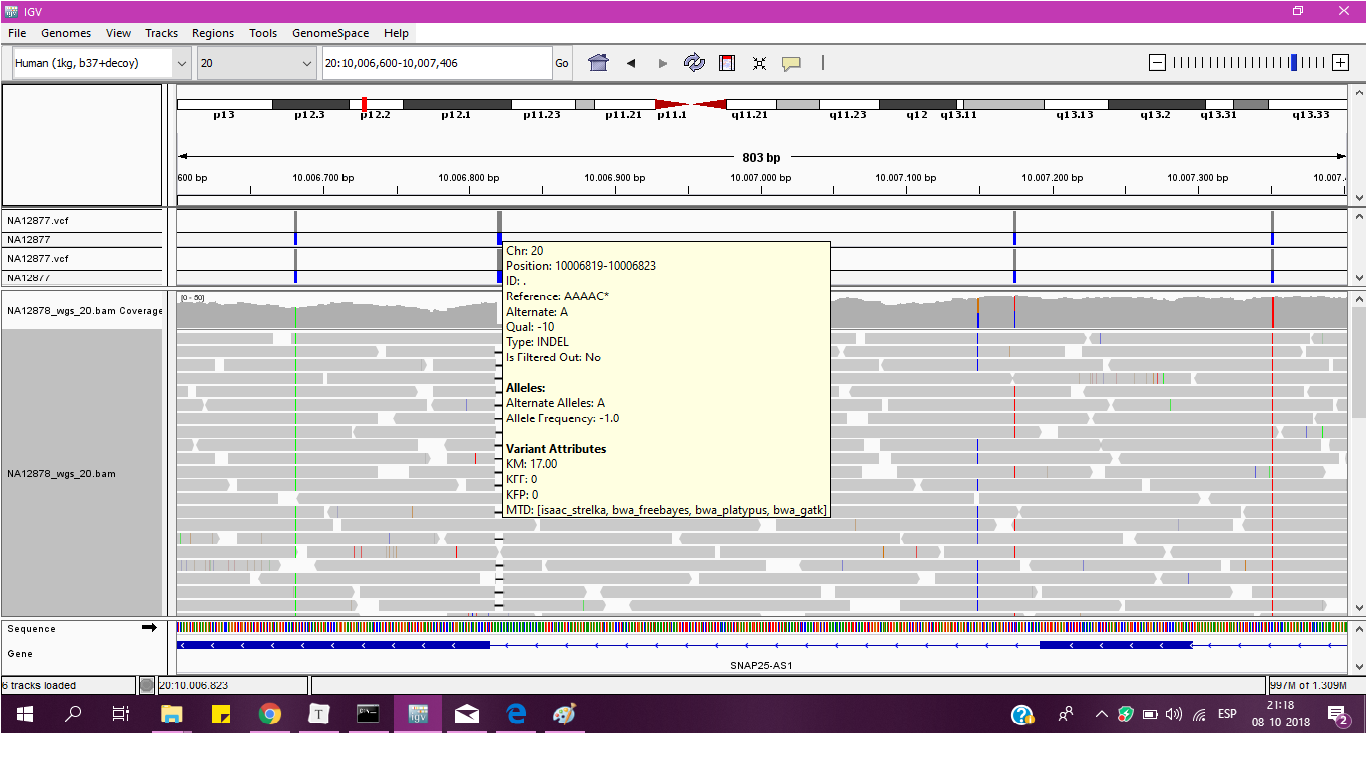 IGV
File Genomes View Tracks Regions Tools GenomeSpace Help
Human (1kg, b37+decoy) 20 20:10,006,600-10,007,406 Go
p13 p12.3 p12.2 p12.1 p11.23 p11.21 p11.1 q11.21 q11.23 q12 q13.11 q13.13 q13.2 q13.31 q13.33
803 bp
600 bp 10.006.700 bp 10.006.800 bp 10.006.900 bp 10.007.000 bp 10.007.100 bp 10.007.200 bp 10.007.300 bp 10.007.4
NA12877.vcf
NA12877
NA12877.vcf
NA12877
Chr: 20
Position: 10006819-10006823
ID: .
Reference: AAAAC*
Alternate: A
Qual: -10
Type: INDEL
Is Filtered Out: No
Alleles:
Alternate Alleles: A
Allele Frequency: -1.0
Variant Attributes
KM: 17.00
KFF: 0
KFP: 0
MTD: [isaac_strelka, bwa_freebayes, bwa_platypus, bwa_gatk]
NA12878_wgs_20.bam Coverage
[0 - 60]
NA12878_wgs_20.bam
Sequence
Gene
SNAP25-AS1
6 tracks loaded 20:10.006.823 997M of 1.309M
T igv ESP 21:18
08-10-2018 2